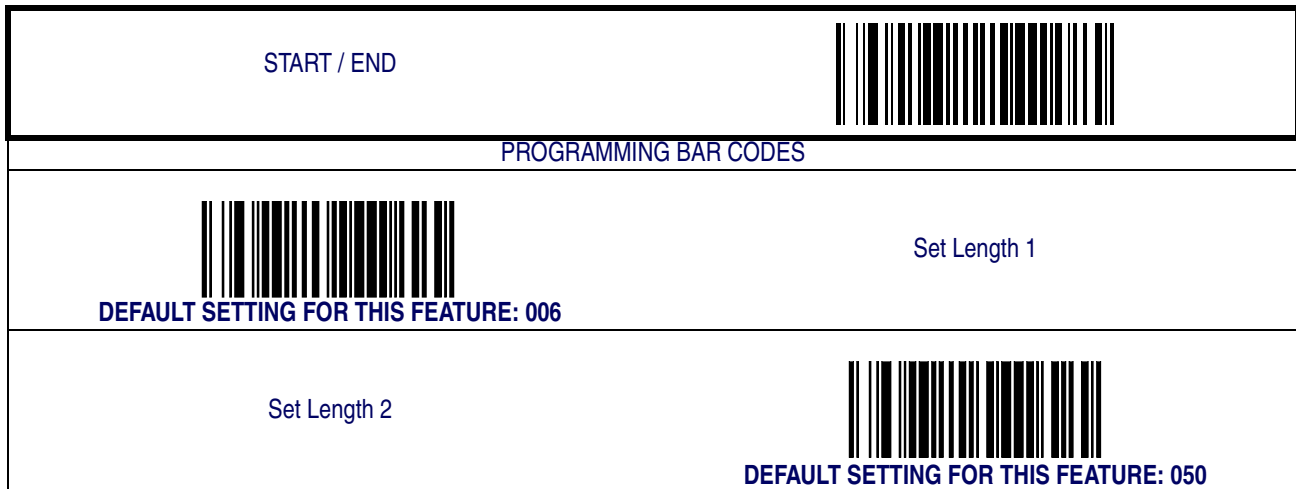 START / END
PROGRAMMING BAR CODES
Set Length 1
DEFAULT SETTING FOR THIS FEATURE: 006
Set Length 2
DEFAULT SETTING FOR THIS FEATURE: 050